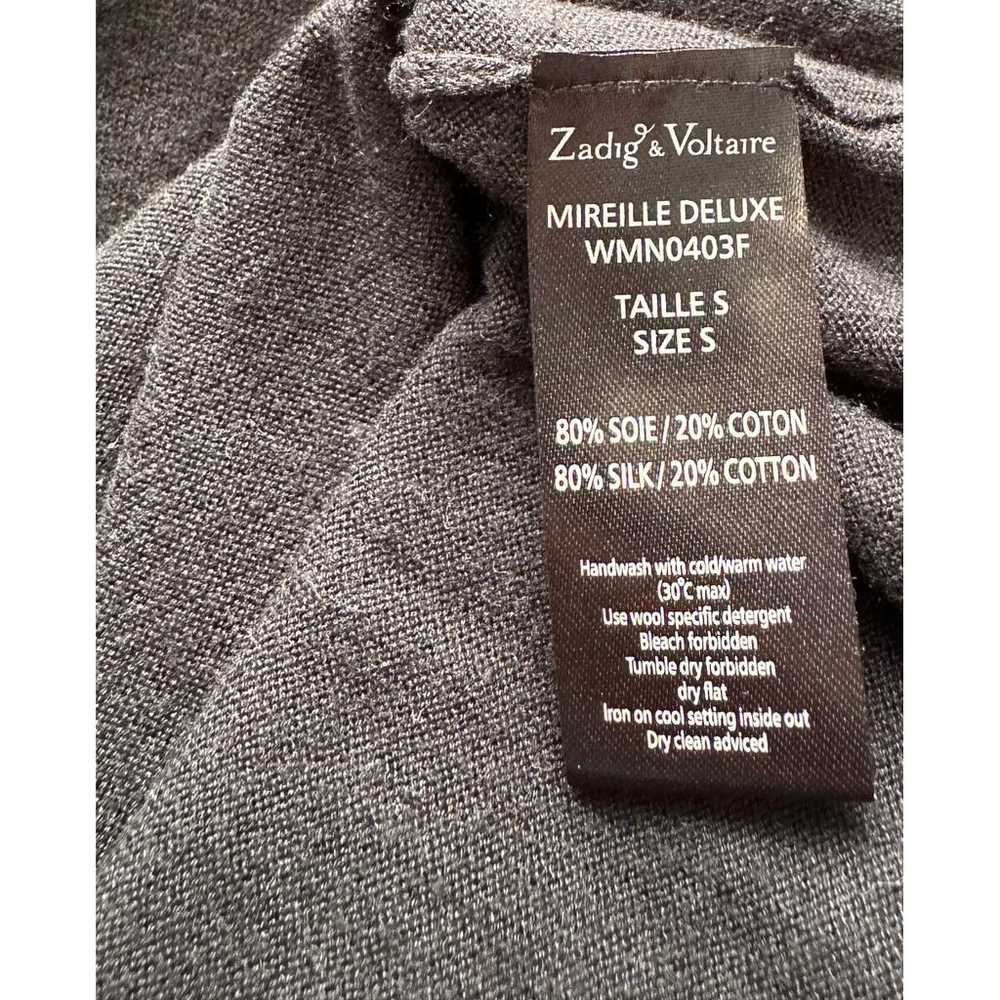 Zadig & Voltaire
MIREILLE DELUXE
WMN0403F
TAILLE S
SIZE S
80% SOIE / 20% COTON
80% SILK / 20% COTTON
Handwash with cold/warm water
(30°C max)
Use wool specific detergent
Bleach forbidden
Tumble dry forbidden
dry flat
Iron on cool setting inside out
Dry clean adviced